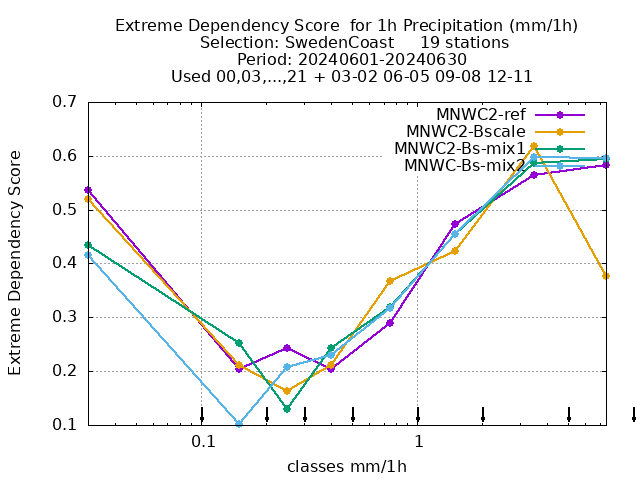 Extreme Dependency Score  for 1h Precipitation (mm/1h)
Selection: SwedenCoast     19 stations
Period: 20240601-20240630
Used 00,03,...,21 + 03-02 06-05 09-08 12-11
MNWC2-ref
MNWC2-Bscale
MNWC2-Bs-mix1
MNWC-Bs-mix2
Extreme Dependency Score
0.7
0.6
0.5
0.4
0.3
0.2
0.1
0.1 1
classes mm/1h